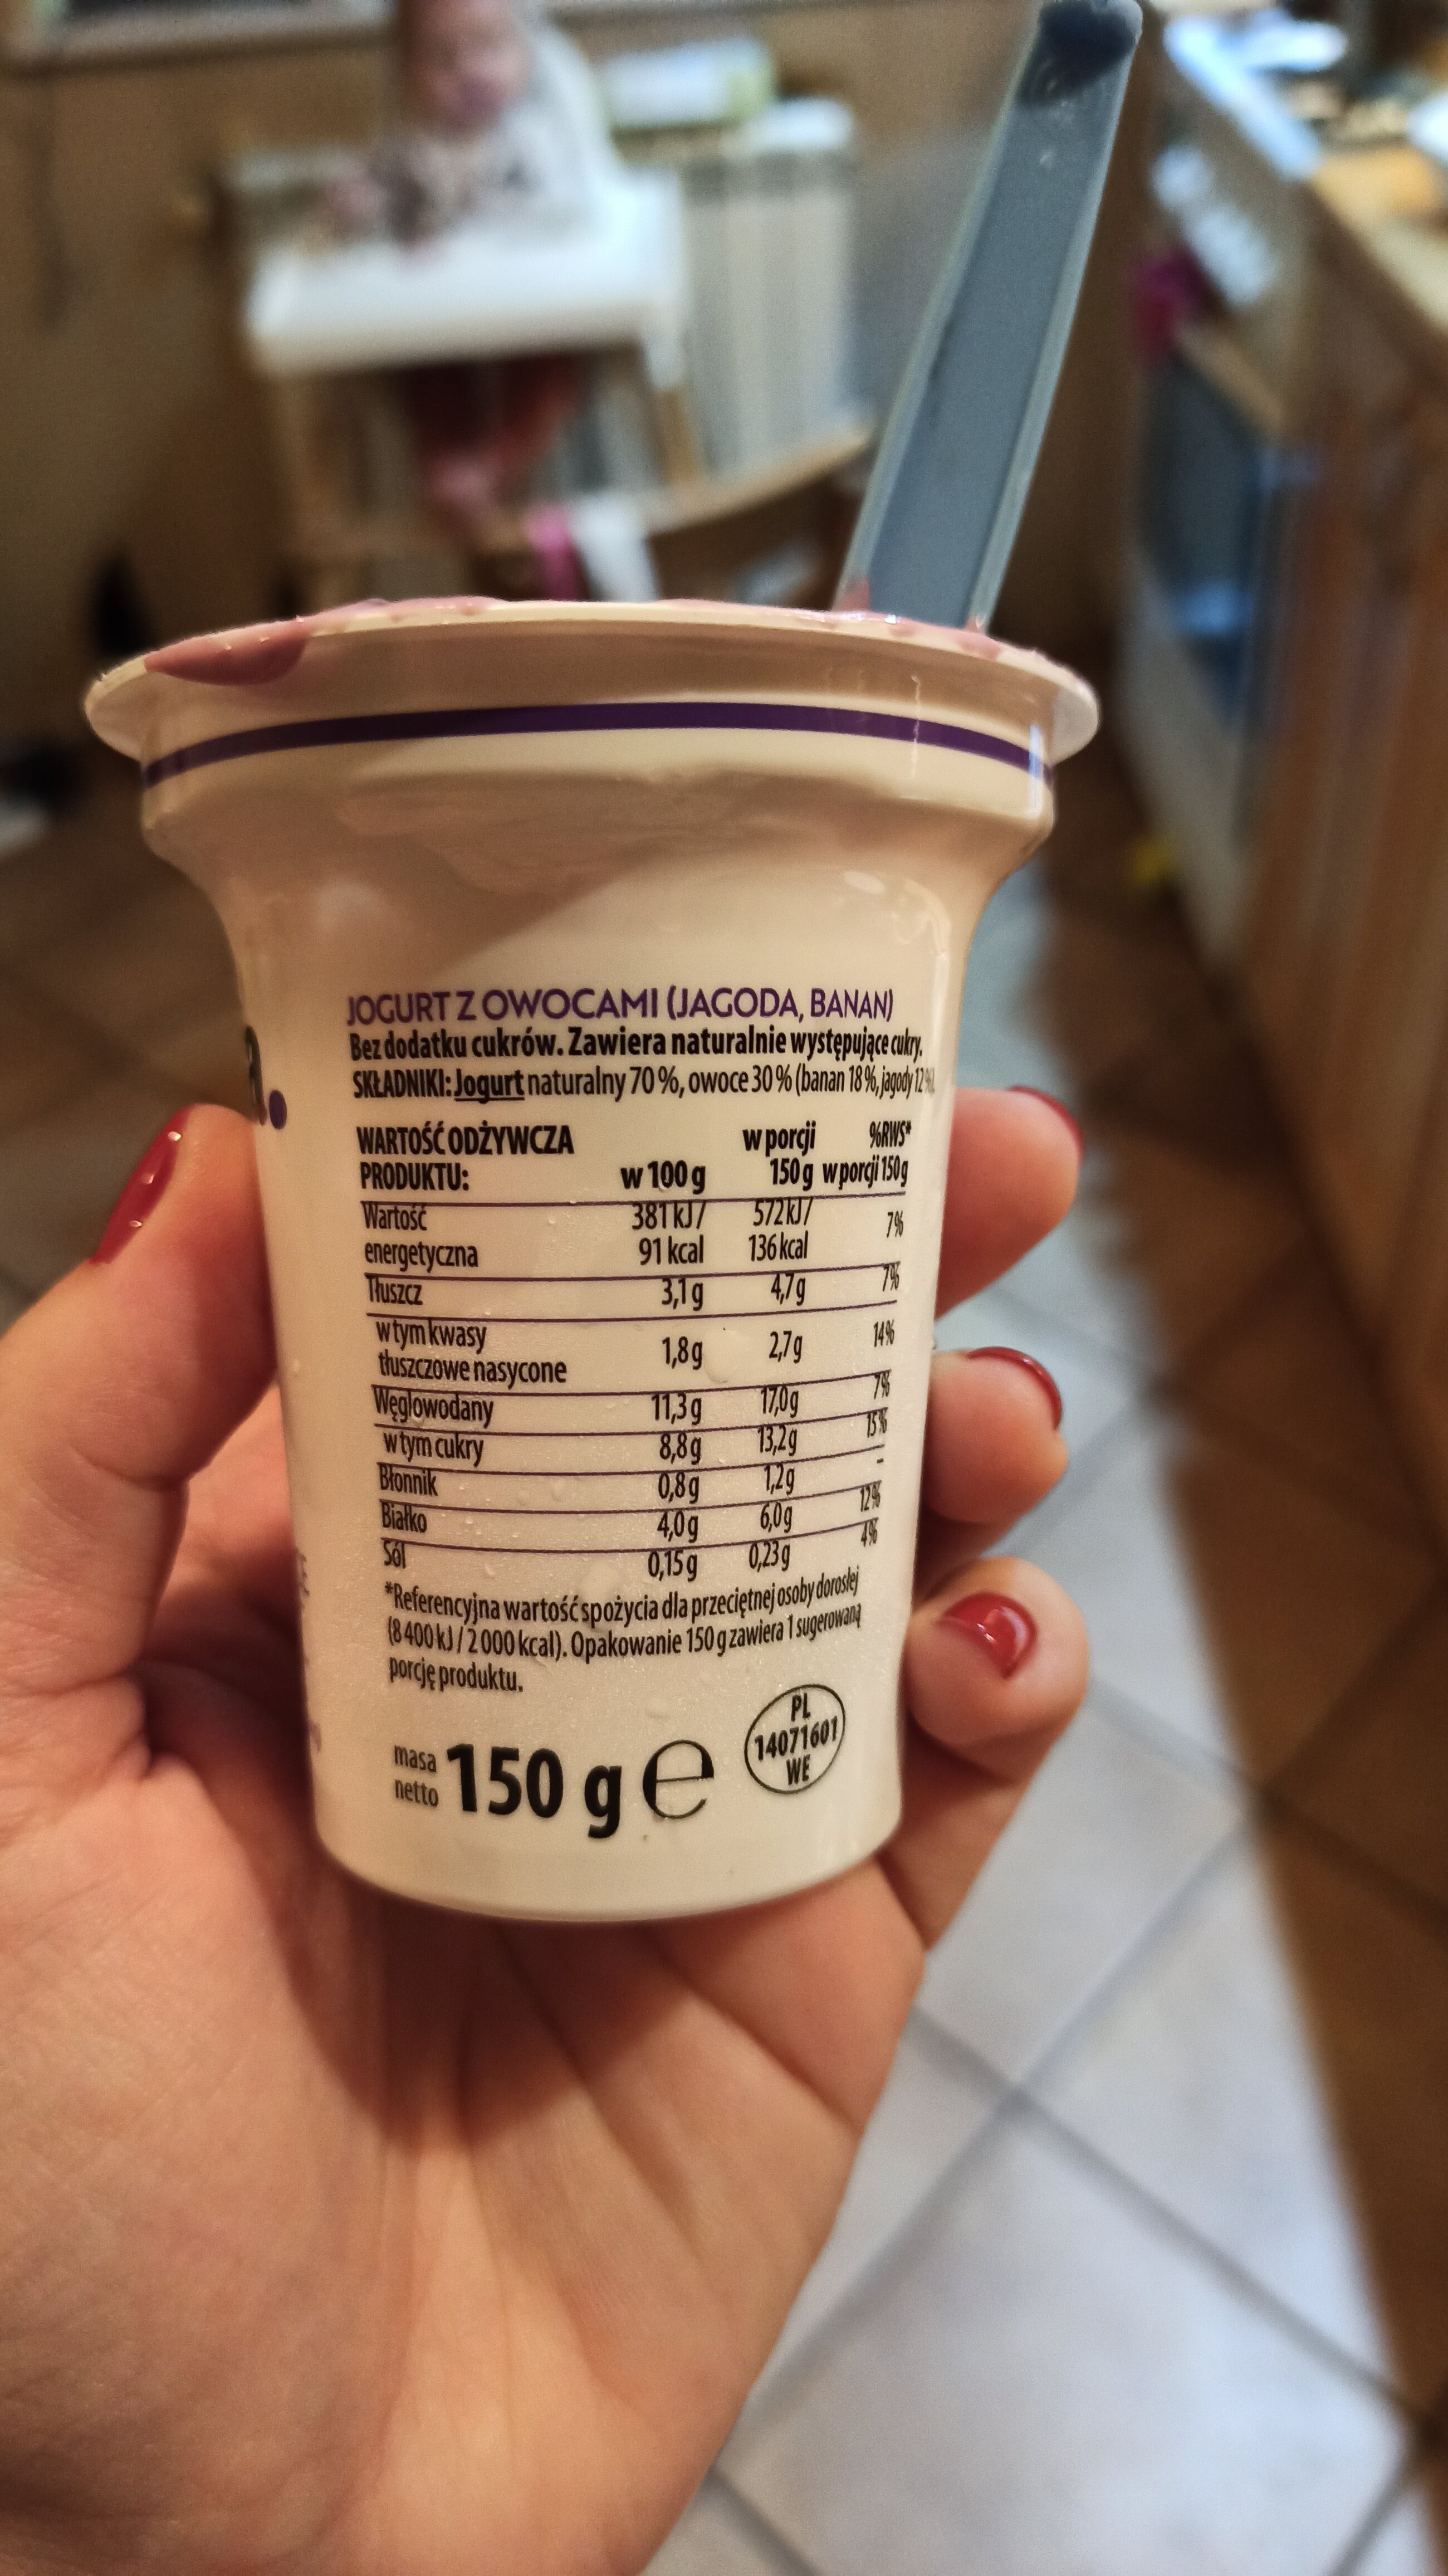 JOGURT Z OWOCAMI (JAGODA, BANAN)
Bez dodatku cukrów. Zawiera naturalnie występujące cukry.
SKŁADNIKI: Jogurt naturalny 70 %, owoce 30 % (banan 18 %, jagody 12 %).
WARTOŚĆ ODŻYWCZA w porcji %RWS*
PRODUKTU: w 100 g 150 g w porcji 150 g
Wartość 381 kJ/ 572 kJ/ 7%
energetyczna 91 kcal 136 kcal
Tłuszcz 3,1 g 4,7 g 7%
w tym kwasy
tłuszczowe nasycone 1,8 g 2,7 g 14%
Węglowodany 11,3 g 17,0 g 7%
w tym cukry 8,8 g 13,2 g 15%
Błonnik 0,8 g 1,2 g -
Białko 4,0 g 6,0 g 12%
Sól 0,15 g 0,23 g 4%
*Referencyjna wartość spożycia dla przeciętnej osoby dorosłej
(8 400 kJ / 2 000 kcal). Opakowanie 150 g zawiera 1 sugerowaną
porcję produktu.
masa
netto 150 g e
PL
14071601
WE